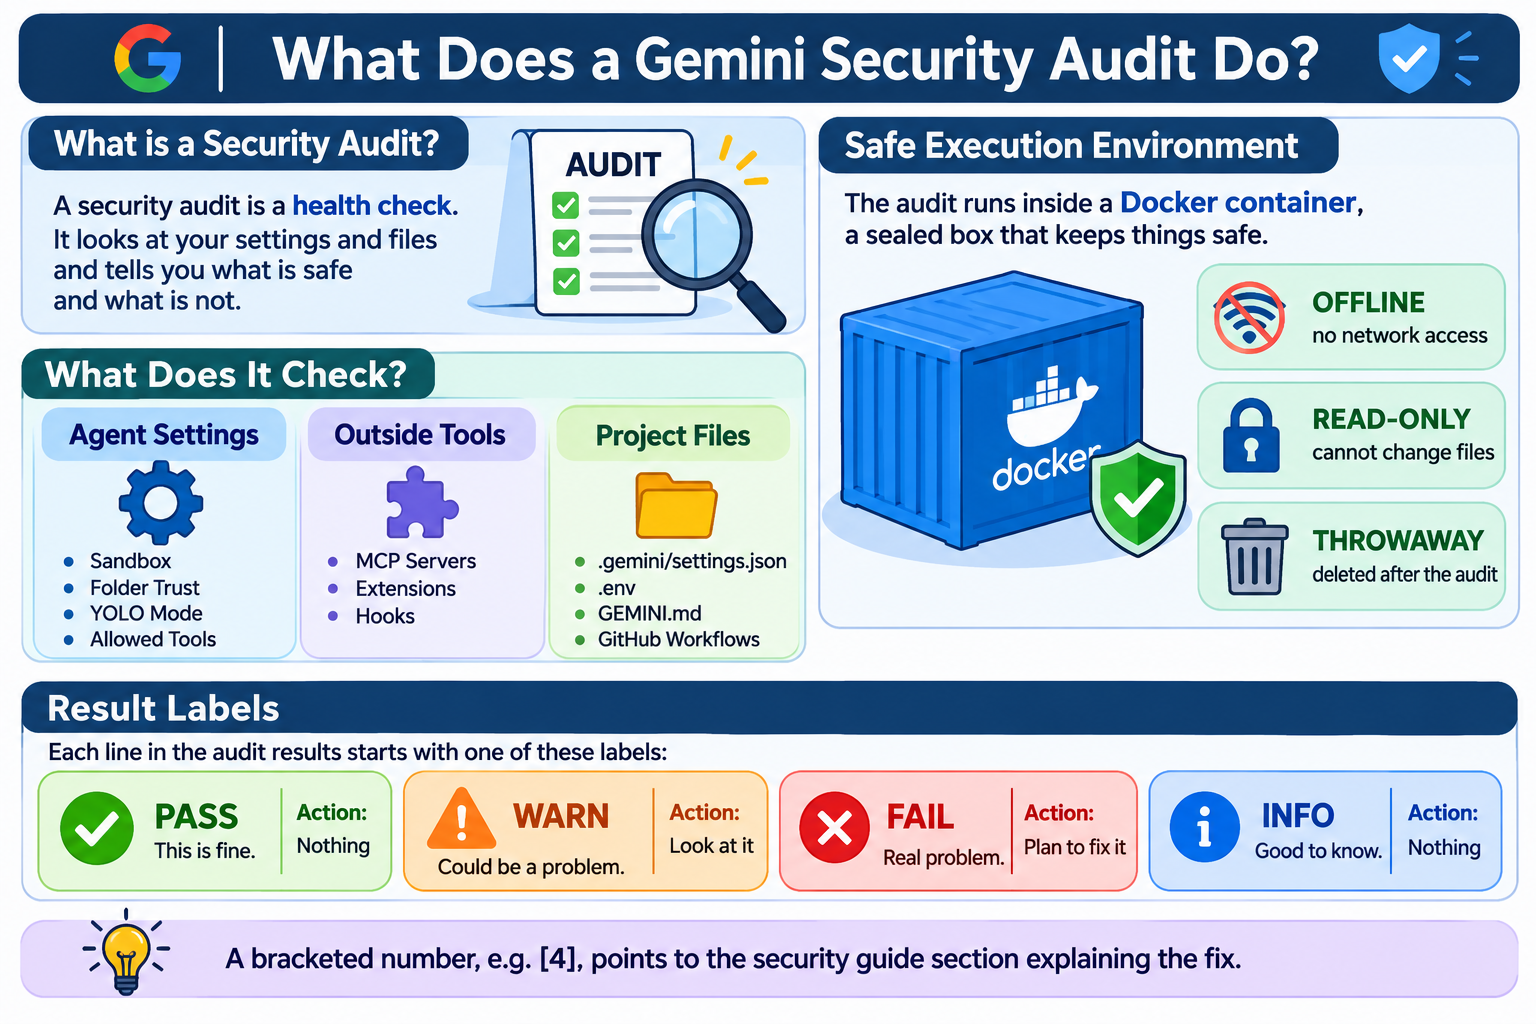 What Does a Gemini Security Audit Do?
What is a Security Audit?
A security audit is a health check.
It looks at your settings and files
and tells you what is safe
and what is not.
AUDIT
What Does It Check?
Agent Settings
Sandbox
Folder Trust
YOLO Mode
Allowed Tools
Outside Tools
MCP Servers
Extensions
Hooks
Project Files
.gemini/settings.json
.env
GEMINI.md
GitHub Workflows
Safe Execution Environment
The audit runs inside a Docker container,
a sealed box that keeps things safe.
docker
OFFLINE
no network access
READ-ONLY
cannot change files
THROWAWAY
deleted after the audit
Result Labels
Each line in the audit results starts with one of these labels:
PASS
This is fine.
Action:
Nothing
WARN
Could be a problem.
Action:
Look at it
FAIL
Real problem.
Action:
Plan to fix it
INFO
Good to know.
Action:
Nothing
A bracketed number, e.g. [4], points to the security guide section explaining the fix.